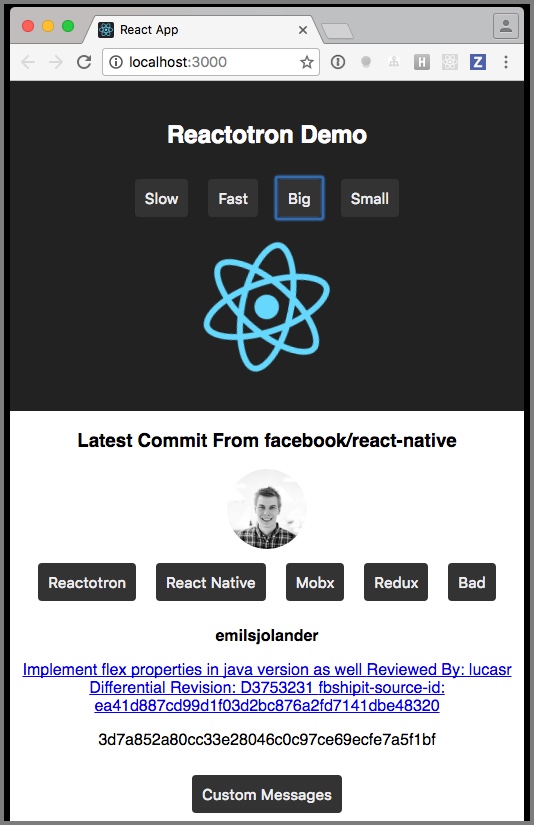 React App
localhost:3000
H
Z
Reactotron Demo
Slow Fast Big Small
Latest Commit From facebook/react-native
Reactotron React Native Mobx Redux Bad
emilsjolander
Implement flex properties in java version as well Reviewed By: lucasr
Differential Revision: D3753231 fbshipit-source-id:
ea41d887cd99d1f03d2bc876a2fd7141dbe48320
3d7a852a80cc33e28046c0c97ce69ecfe7a5f1bf
Custom Messages